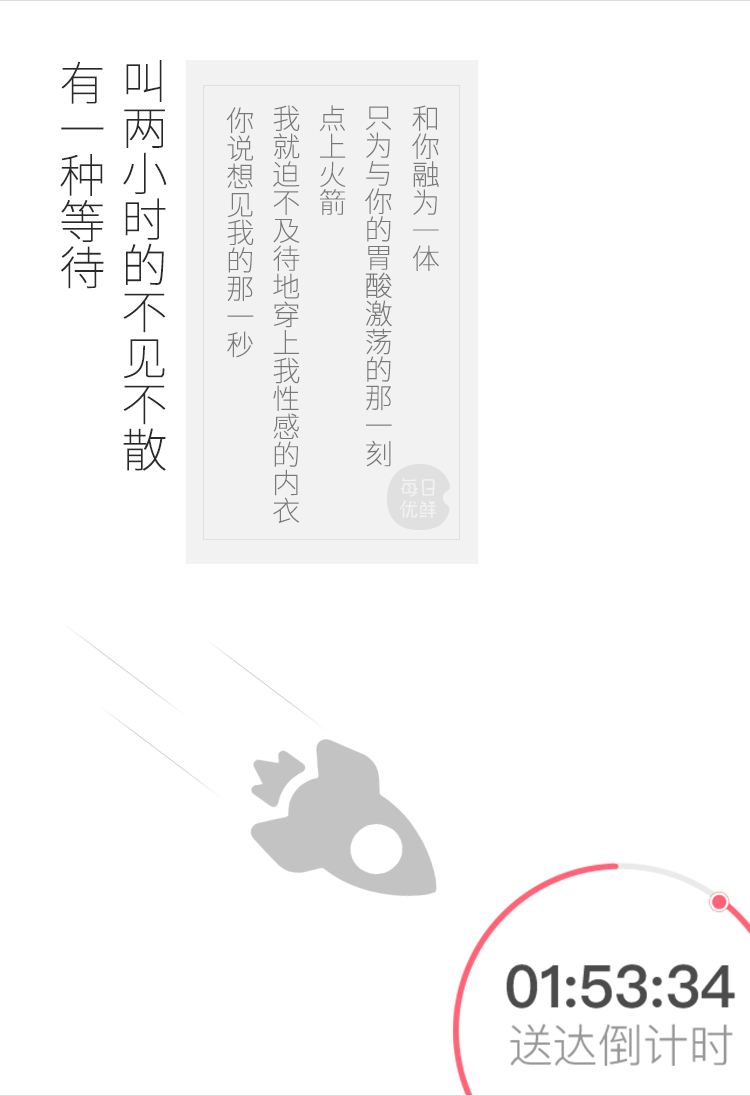 有一种等待
叫两小时的不见不散
你说想见我的那一秒
我就迫不及待地穿上我性感的内衣
点上火箭
只为与你的胃酸激荡的那一刻
和你融为一体
每日
优鲜
01:53:34
送达倒计时